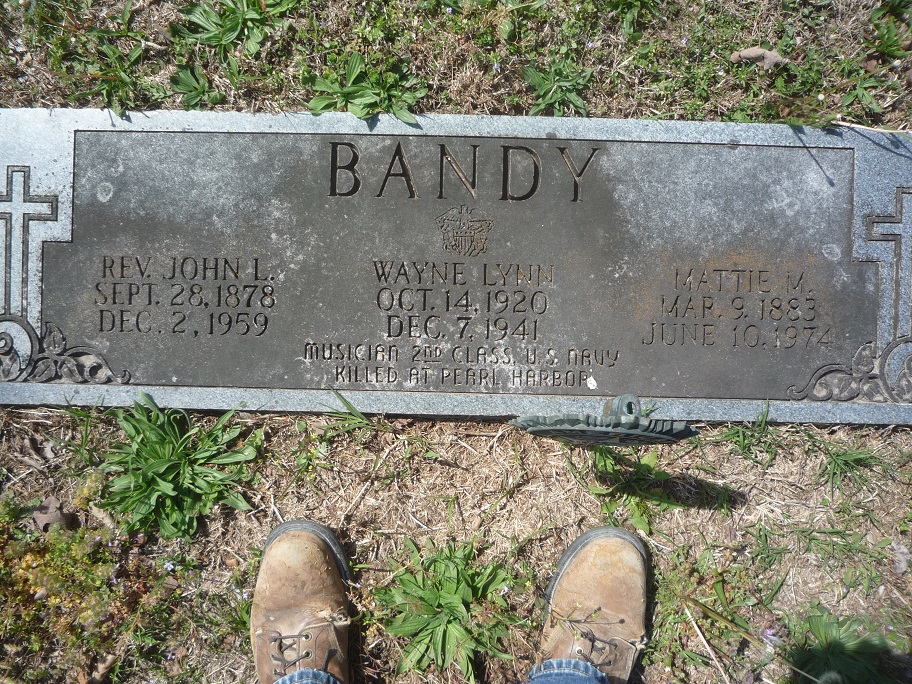 BANDY
REV. JOHN L.
SEPT. 28, 1878
DEC. 2, 1959
WAYNE LYNN
OCT. 14, 1920
DEC. 7, 1941
MUSICIAN 2ND CLASS, U.S. NAVY
KILLED AT PEARL HARBOR
MATTIE M.
MAR. 9, 1883
JUNE 10, 1974